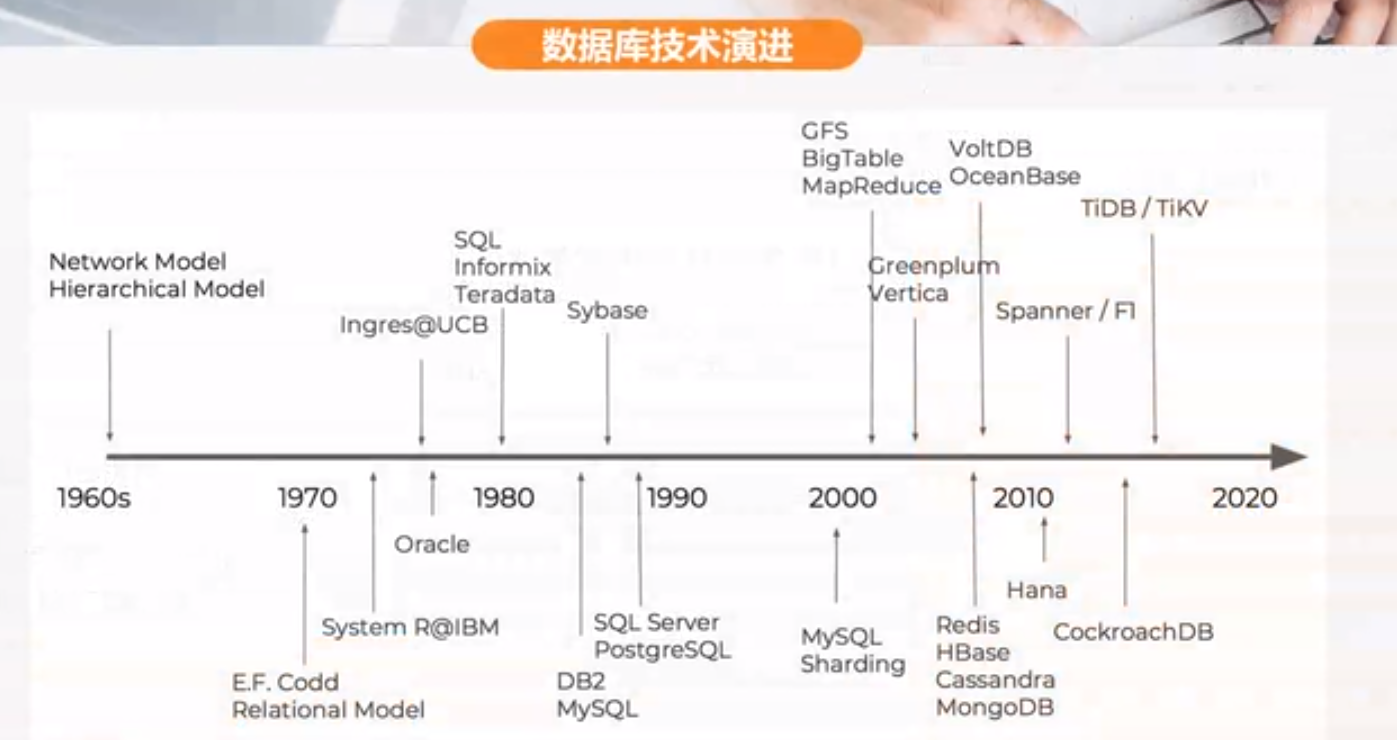 数据库技术演进
GFS
BigTable
MapReduce
VoltDB
OceanBase
TiDB / TiKV
SQL
Informix
Teradata
Network Model
Hierarchical Model
Greenplum
Vertica
Sybase
Spanner / F1
Ingres@UCB
1960s
1970
1980
1990
2000
2010
2020
Oracle
Hana
System R@IBM
SQL Server
PostgreSQL
MySQL
Sharding
Redis
HBase
Cassandra
MongoDB
CockroachDB
E.F. Codd
Relational Model
DB2
MySQL